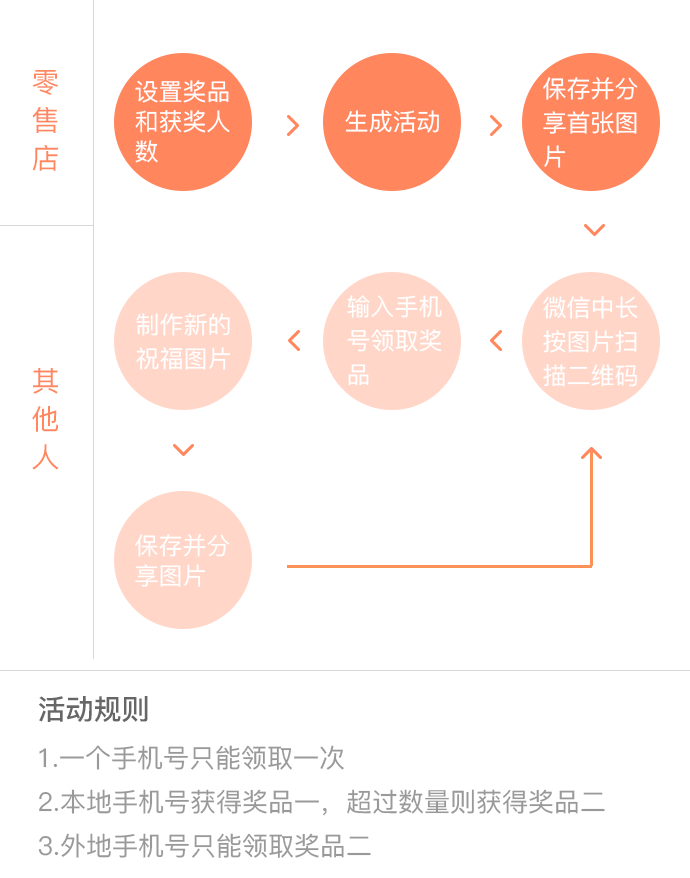 零售店
设置奖品
和获奖人
数
生成活动
保存并分
享首张图
片
其他人
制作新的
祝福图片
输入手机
号领取奖
品
微信中长
按图片扫
描二维码
保存并分
享图片
活动规则
1.一个手机号只能领取一次
2.本地手机号获得奖品一，超过数量则获得奖品二
3.外地手机号只能领取奖品二